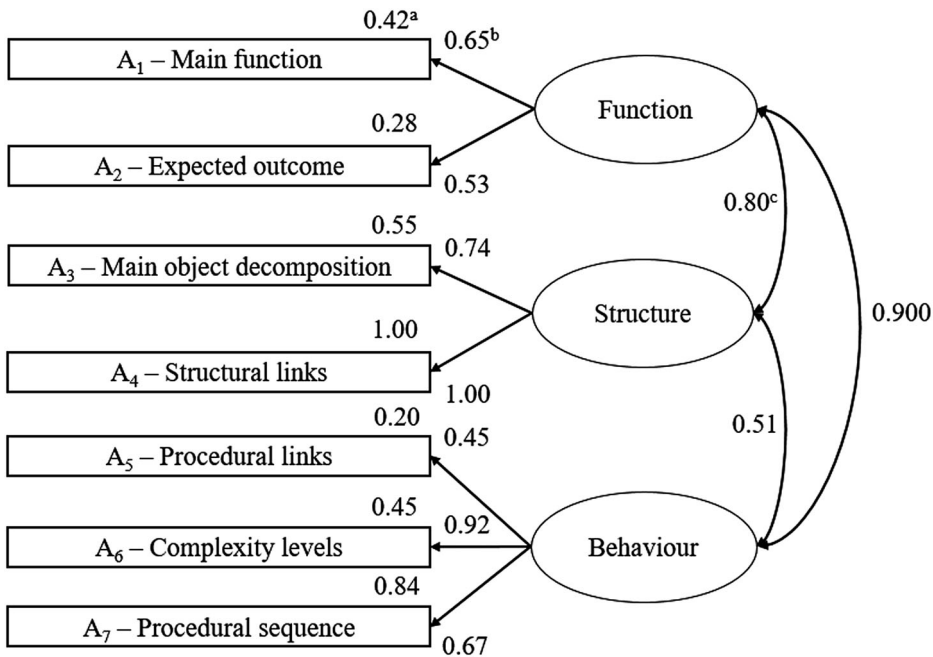 0.42ᵃ
0.65ᵇ
A₁ – Main function
Function
0.28
A₂ – Expected outcome
0.53
0.80ᶜ
0.55
0.74
A₃ – Main object decomposition
Structure
0.900
1.00
A₄ – Structural links
1.00
0.51
0.20
0.45
A₅ – Procedural links
0.45
0.92
A₆ – Complexity levels
Behaviour
0.84
A₇ – Procedural sequence
0.67